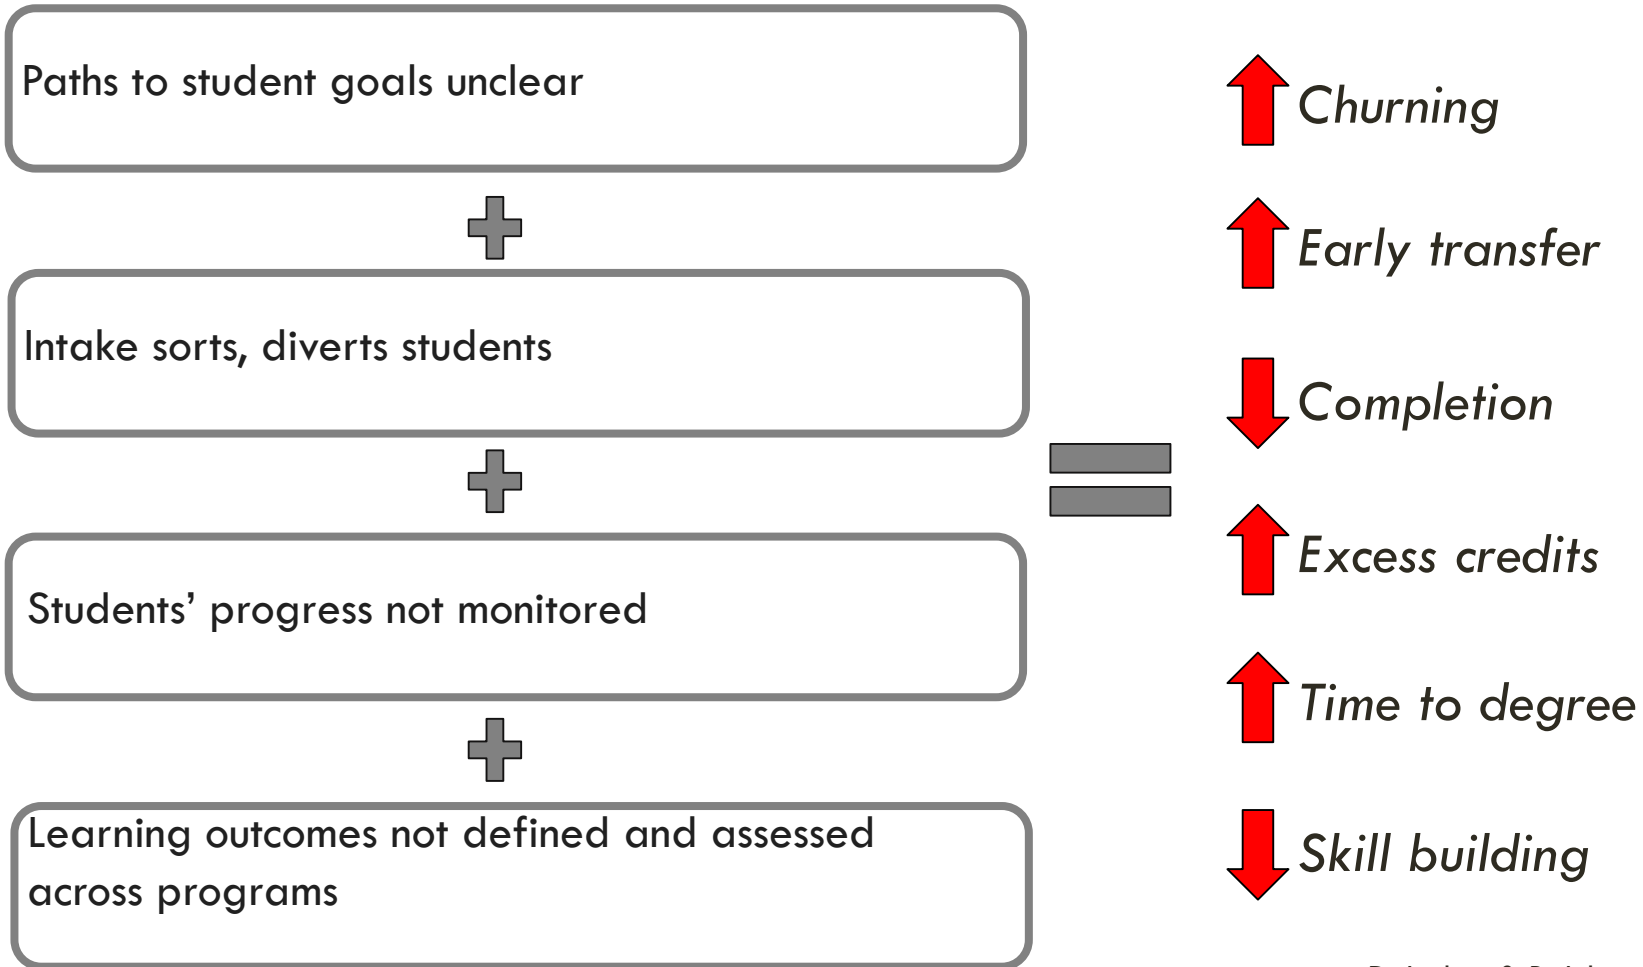 Paths to student goals unclear
Intake sorts, diverts students
Students’ progress not monitored
Learning outcomes not defined and assessed
across programs
Churning
Early transfer
Completion
Excess credits
Time to degree
Skill building